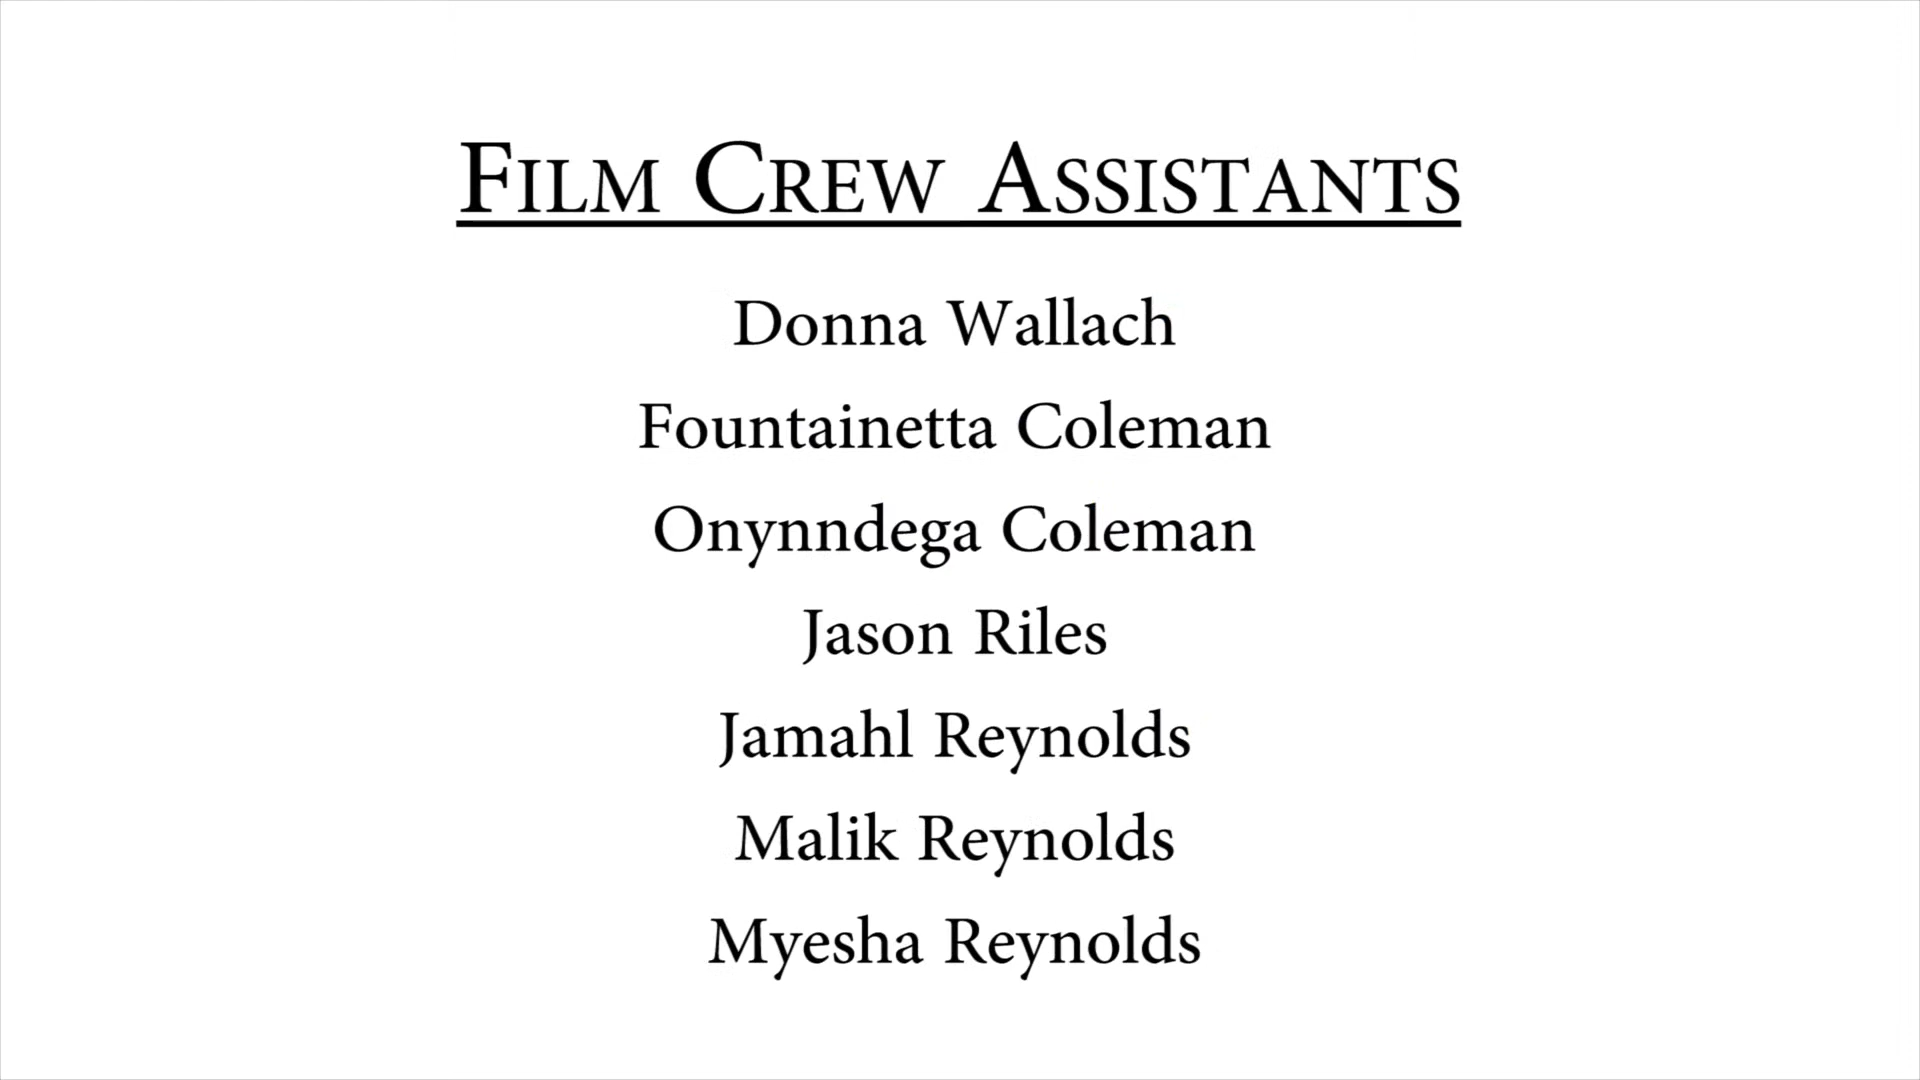 Film Crew Assistants
Donna Wallach
Fountainetta Coleman
Onynndega Coleman
Jason Riles
Jamahl Reynolds
Malik Reynolds
Myesha Reynolds